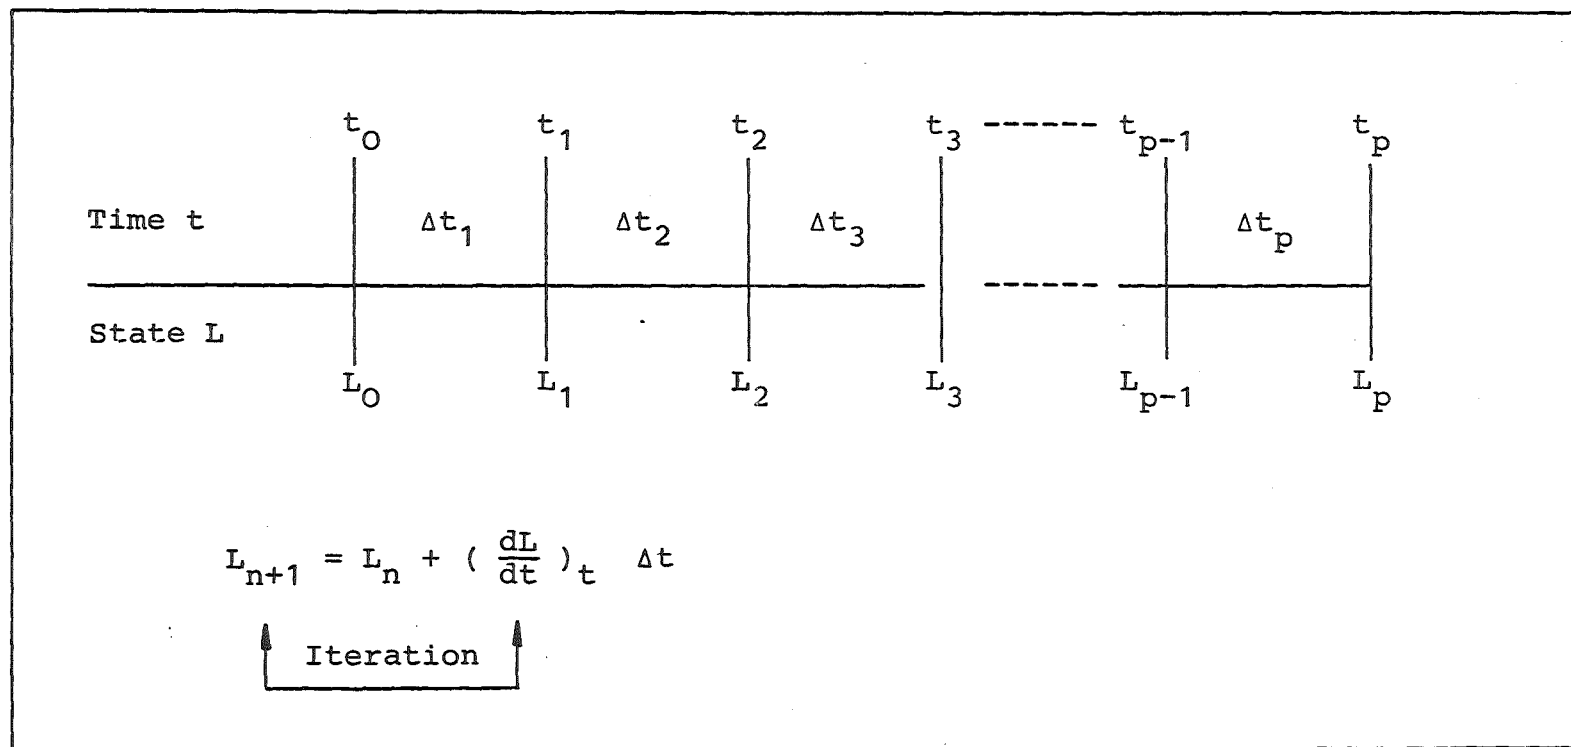 t₀ t₁ t₂ t₃ ------ tₚ₋₁ tₚ
Time t Δt₁ Δt₂ Δt₃ Δtₚ
State L
L₀ L₁ L₂ L₃ Lₚ₋₁ Lₚ
Lₙ₊₁ = Lₙ + ( dL/dt )ₜ Δt
Iteration